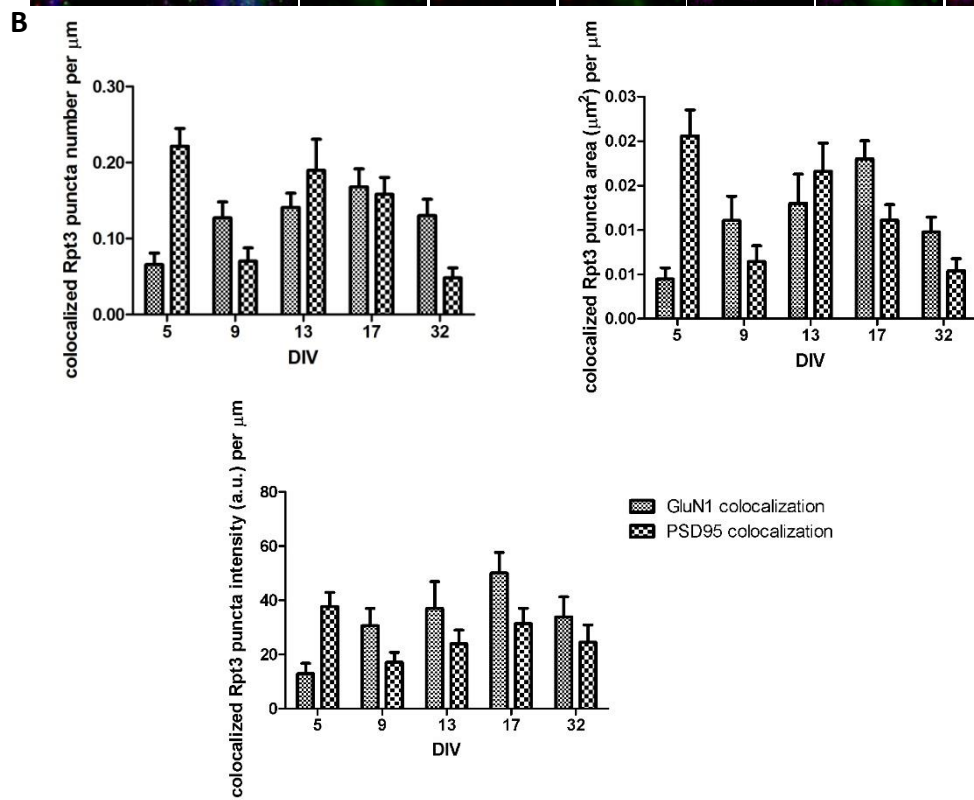 B
colocalized Rpt3 puncta number per μm
0.30
0.20
0.10
0.00
5 9 13 17 32
DIV
colocalized Rpt3 puncta area (μm²) per μm
0.03
0.02
0.02
0.01
0.01
0.00
5 9 13 17 32
DIV
colocalized Rpt3 puncta intensity (a.u.) per μm
80
60
40
20
0
5 9 13 17 32
DIV
GluN1 colocalization
PSD95 colocalization